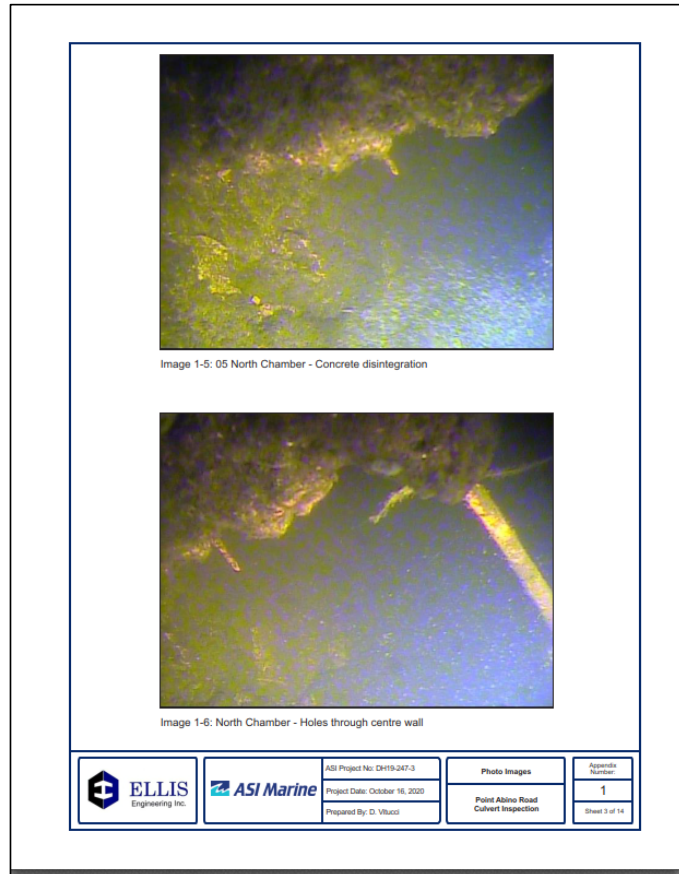 Image 1-5: 05 North Chamber - Concrete disintegration
Image 1-6: North Chamber - Holes through centre wall
ELLIS
Engineering Inc.
ASI Marine
ASI Project No: DH19-247-3
Project Date: October 16, 2020
Prepared By: D. Vitucci
Photo Images
Point Abino Road
Culvert Inspection
Appendix
Number:
1
Sheet 3 of 14